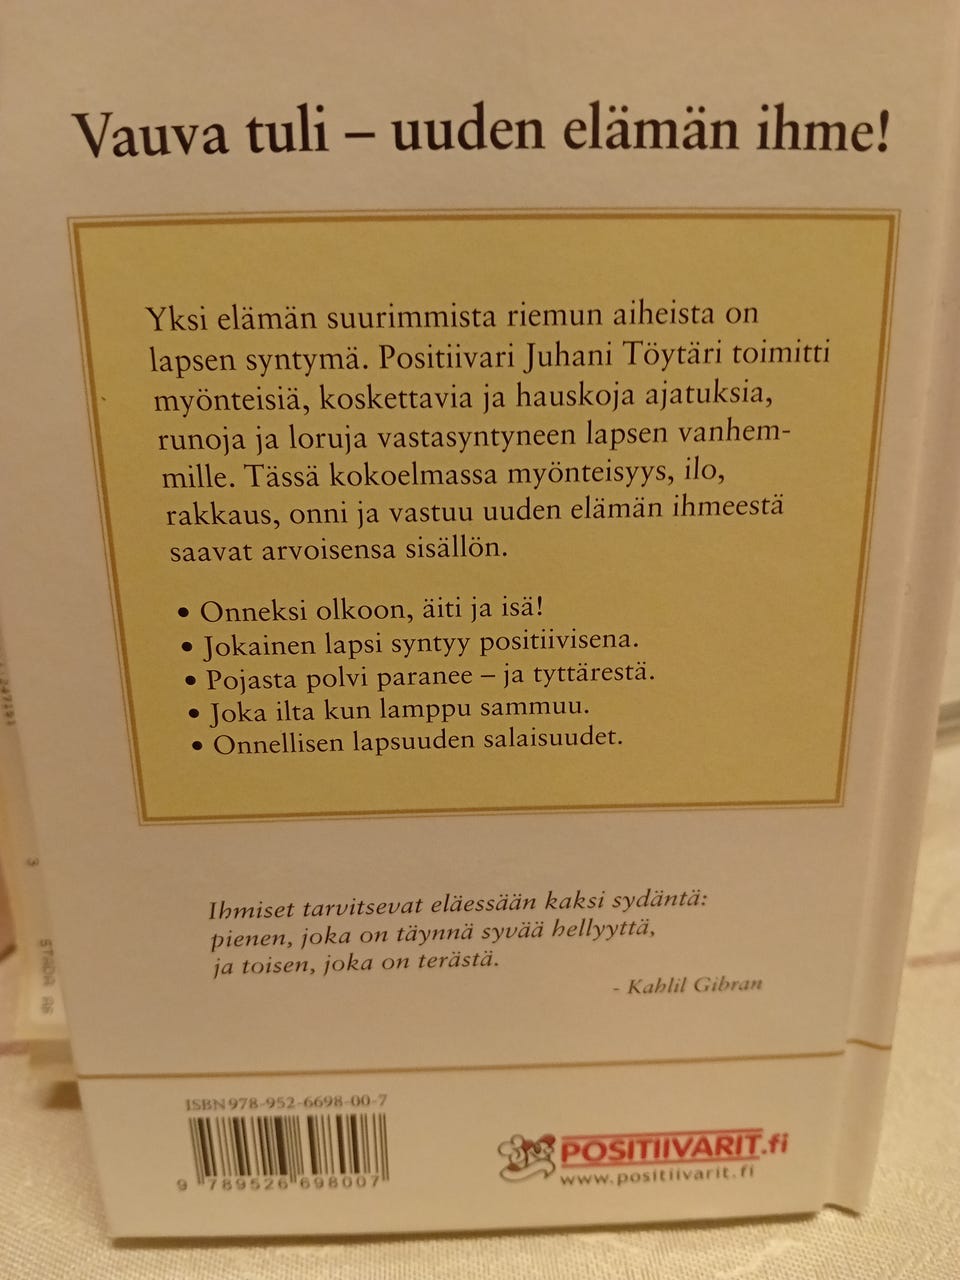 Vauva tuli – uuden elämän ihme!
Yksi elämän suurimmista riemun aiheista on
lapsen syntymä. Positiivari Juhani Töytäri toimitti
myönteisiä, koskettavia ja hauskoja ajatuksia,
runoja ja loruja vastasyntyneen lapsen vanhem-
mille. Tässä kokoelmassa myönteisyys, ilo,
rakkaus, onni ja vastuu uuden elämän ihmeestä
saavat arvoisensa sisällön.
• Onneksi olkoon, äiti ja isä!
• Jokainen lapsi syntyy positiivisena.
• Pojasta polvi paranee – ja tyttärestä.
• Joka ilta kun lamppu sammuu.
• Onnellisen lapsuuden salaisuudet.
Ihmiset tarvitsevat eläessään kaksi sydäntä:
pienen, joka on täynnä syvää hellyyttä,
ja toisen, joka on terästä.
- Kahlil Gibran
ISBN 978-952-6698-00-7
9 789526 698007
POSITIIVARIT.fi
www.positiivarit.fi
3
STADA